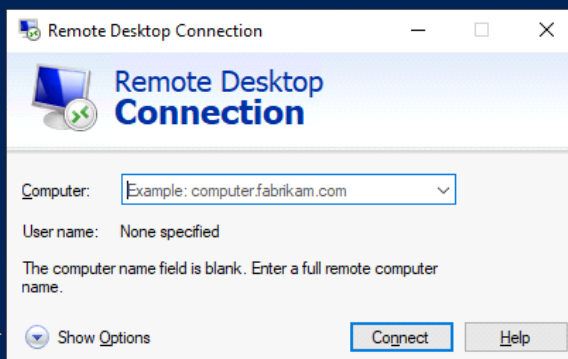 Remote Desktop Connection
Remote Desktop
Connection
Computer: Example: computer.fabrikam.com
User name: None specified
The computer name field is blank. Enter a full remote computer
name.
Show Options Connect Help